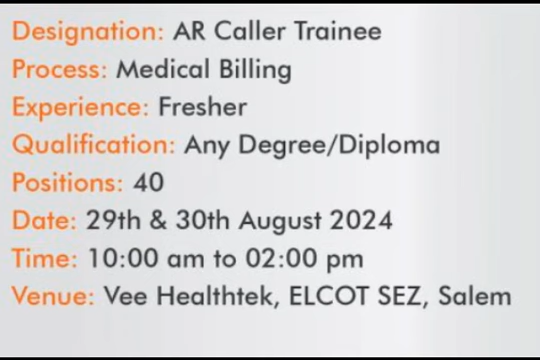 Designation: AR Caller Trainee
Process: Medical Billing
Experience: Fresher
Qualification: Any Degree/Diploma
Positions: 40
Date: 29th & 30th August 2024
Time: 10:00 am to 02:00 pm
Venue: Vee Healthtek, ELCOT SEZ, Salem